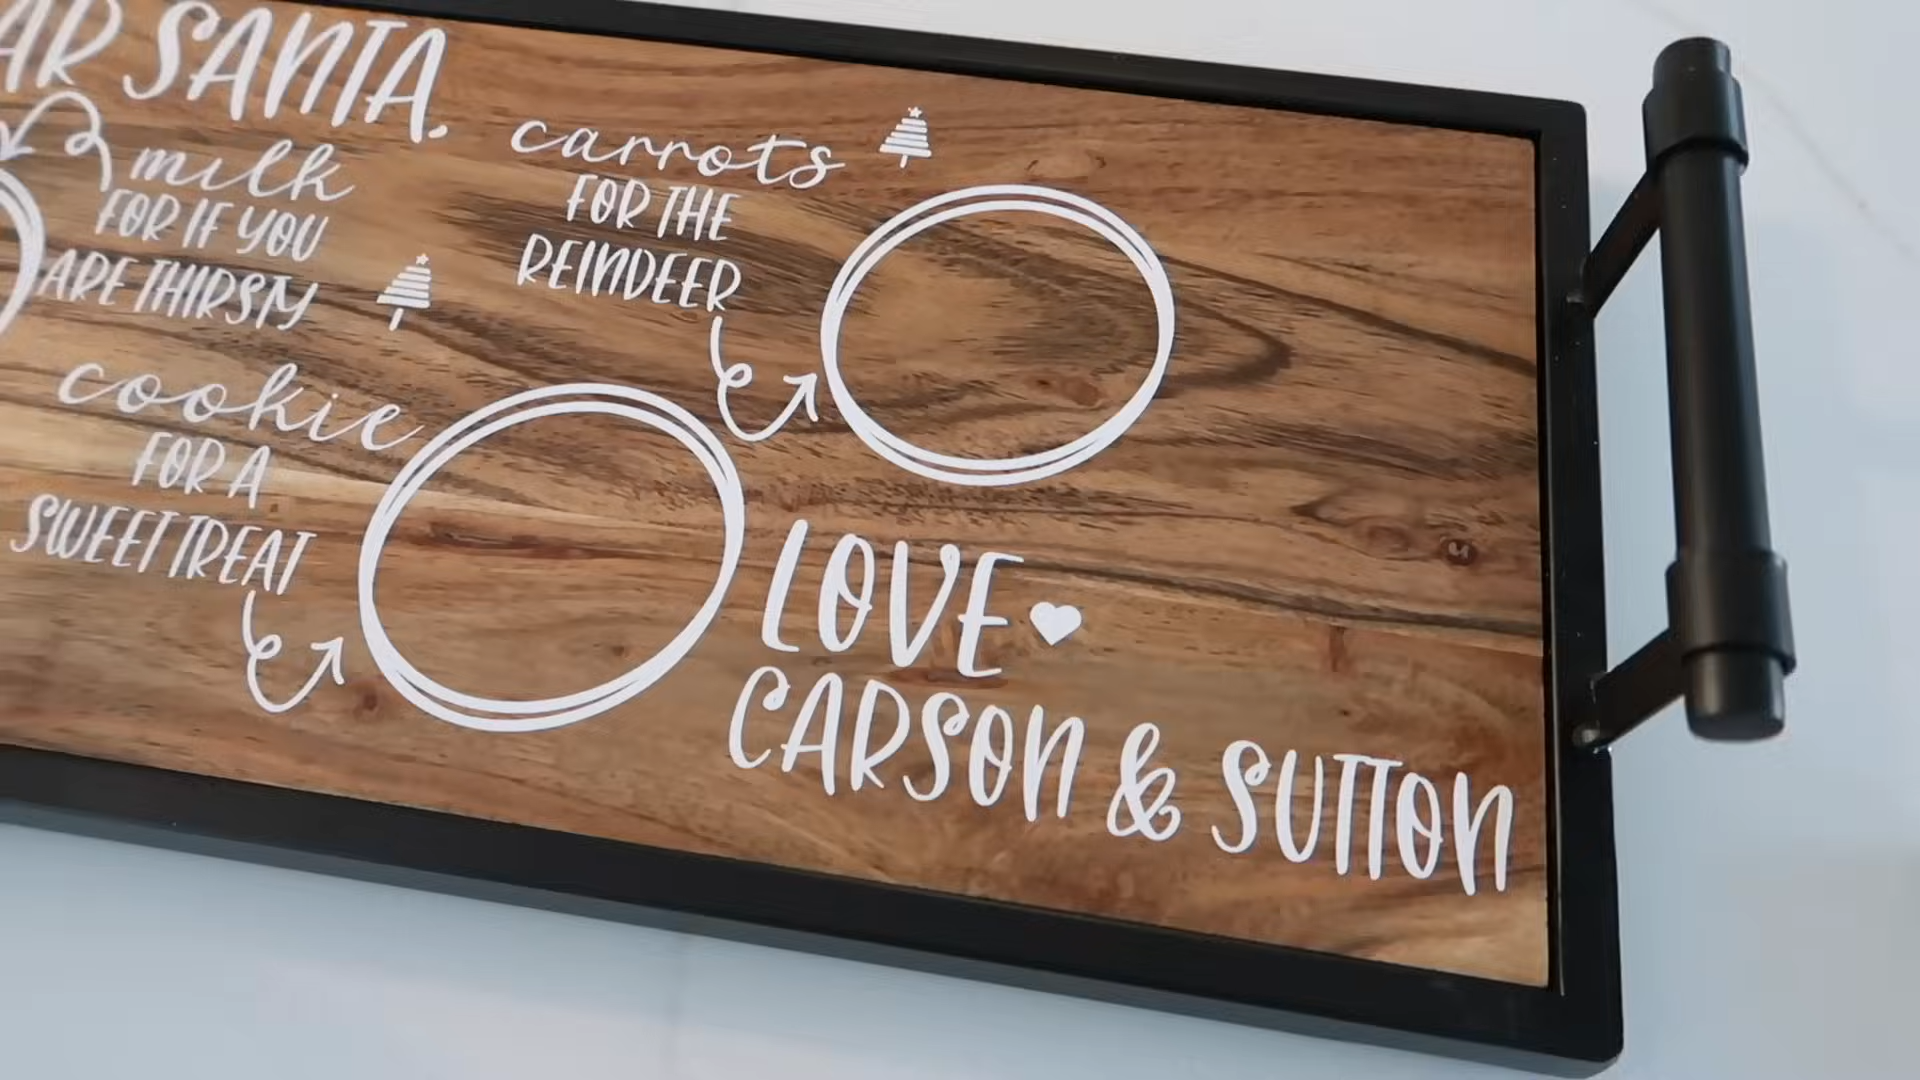 AR SANTA,
milk
FOR IF YOU
ARE THIRSTY
carrots
FOR THE
REINDEER
cookie
FOR A
SWEET TREAT
LOVE
CARSON & SUTTON